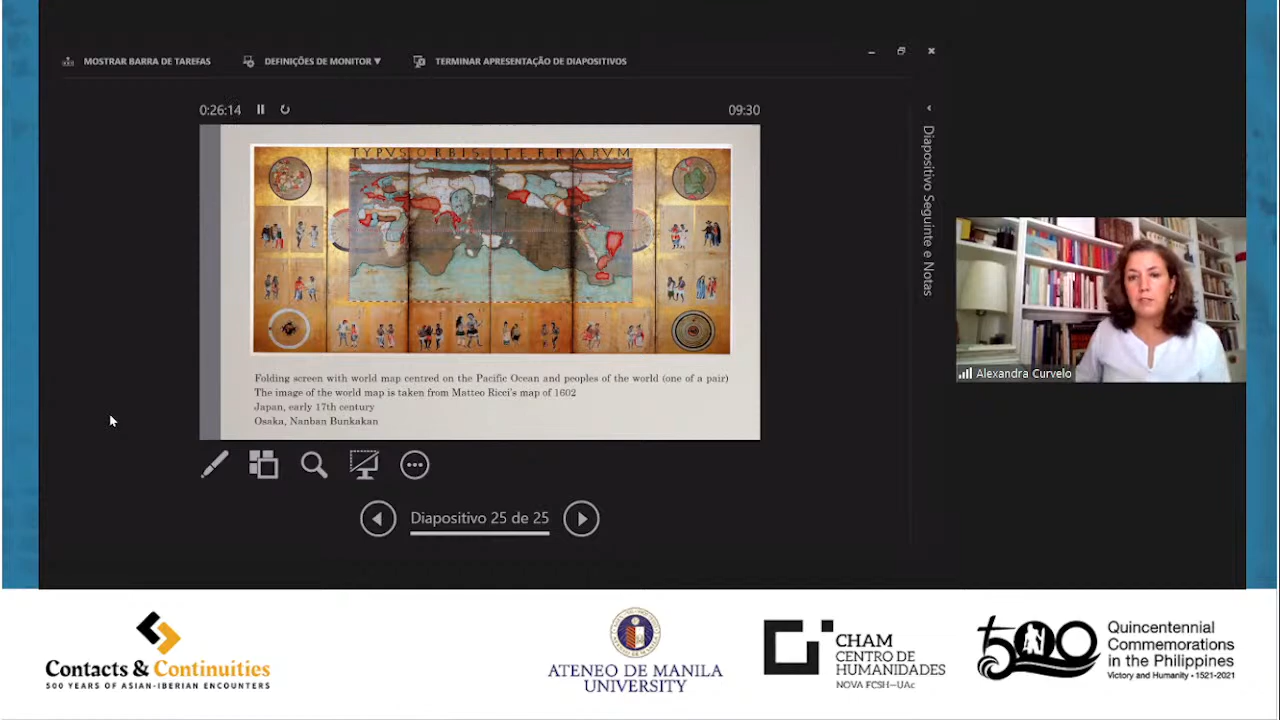 MOSTRAR BARRA DE TAREFAS
DEFINIÇÕES DE MONITOR ▼
TERMINAR APRESENTAÇÃO DE DIAPOSITIVOS
0:26:14
09:30
TYPVS ORBIS TERRARVM
Folding screen with world map centred on the Pacific Ocean and peoples of the world (one of a pair)
The image of the world map is taken from Matteo Ricci's map of 1602
Japan, early 17th century
Osaka, Nanban Bunkakan
Diapositivo 25 de 25
Diapositivo Seguinte e Notas
Alexandra Curvelo
Contacts & Continuities
500 YEARS OF ASIAN-IBERIAN ENCOUNTERS
ATENEO DE MANILA
UNIVERSITY
CHAM
CENTRO DE
HUMANIDADES
NOVA FCSH–UAc
500
Quincentennial
Commemorations
in the Philippines
Victory and Humanity • 1521-2021